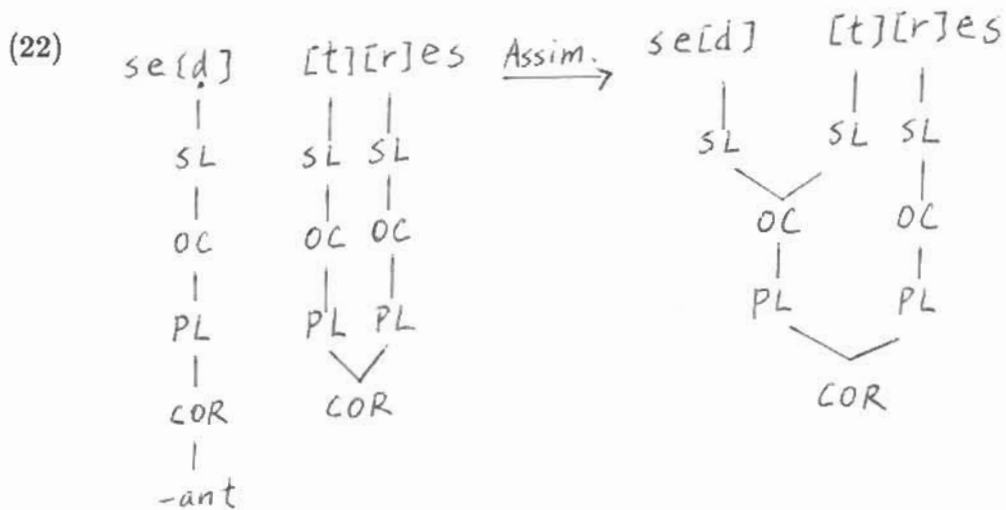 (22) se[ḍ] [t][r]es Assim. se[d] [t][r]es
SL SL SL SL SL SL
OC OC OC OC OC
PL PL PL PL PL
COR COR COR
-ant